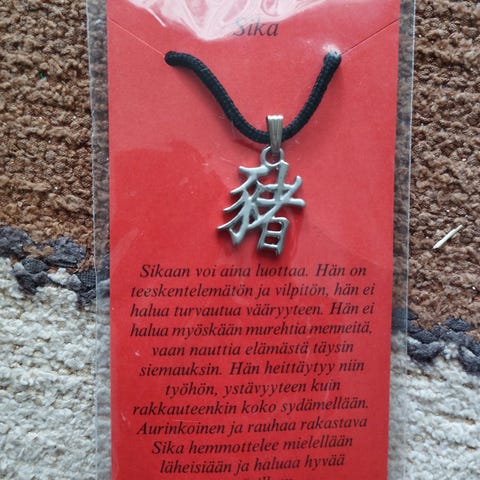 Sika
豬
Sikaan voi aina luottaa. Hän on
teeskentelemätön ja vilpitön, hän ei
halua turvautua vääryyteen. Hän ei
halua myöskään murehtia menneitä,
vaan nauttia elämästä täysin
siemauksin. Hän heittäytyy niin
työhön, ystävyyteen kuin
rakkauteenkin koko sydämellään.
Aurinkoinen ja rauhaa rakastava
Sika hemmottelee mielellään
läheisiään ja haluaa hyvää